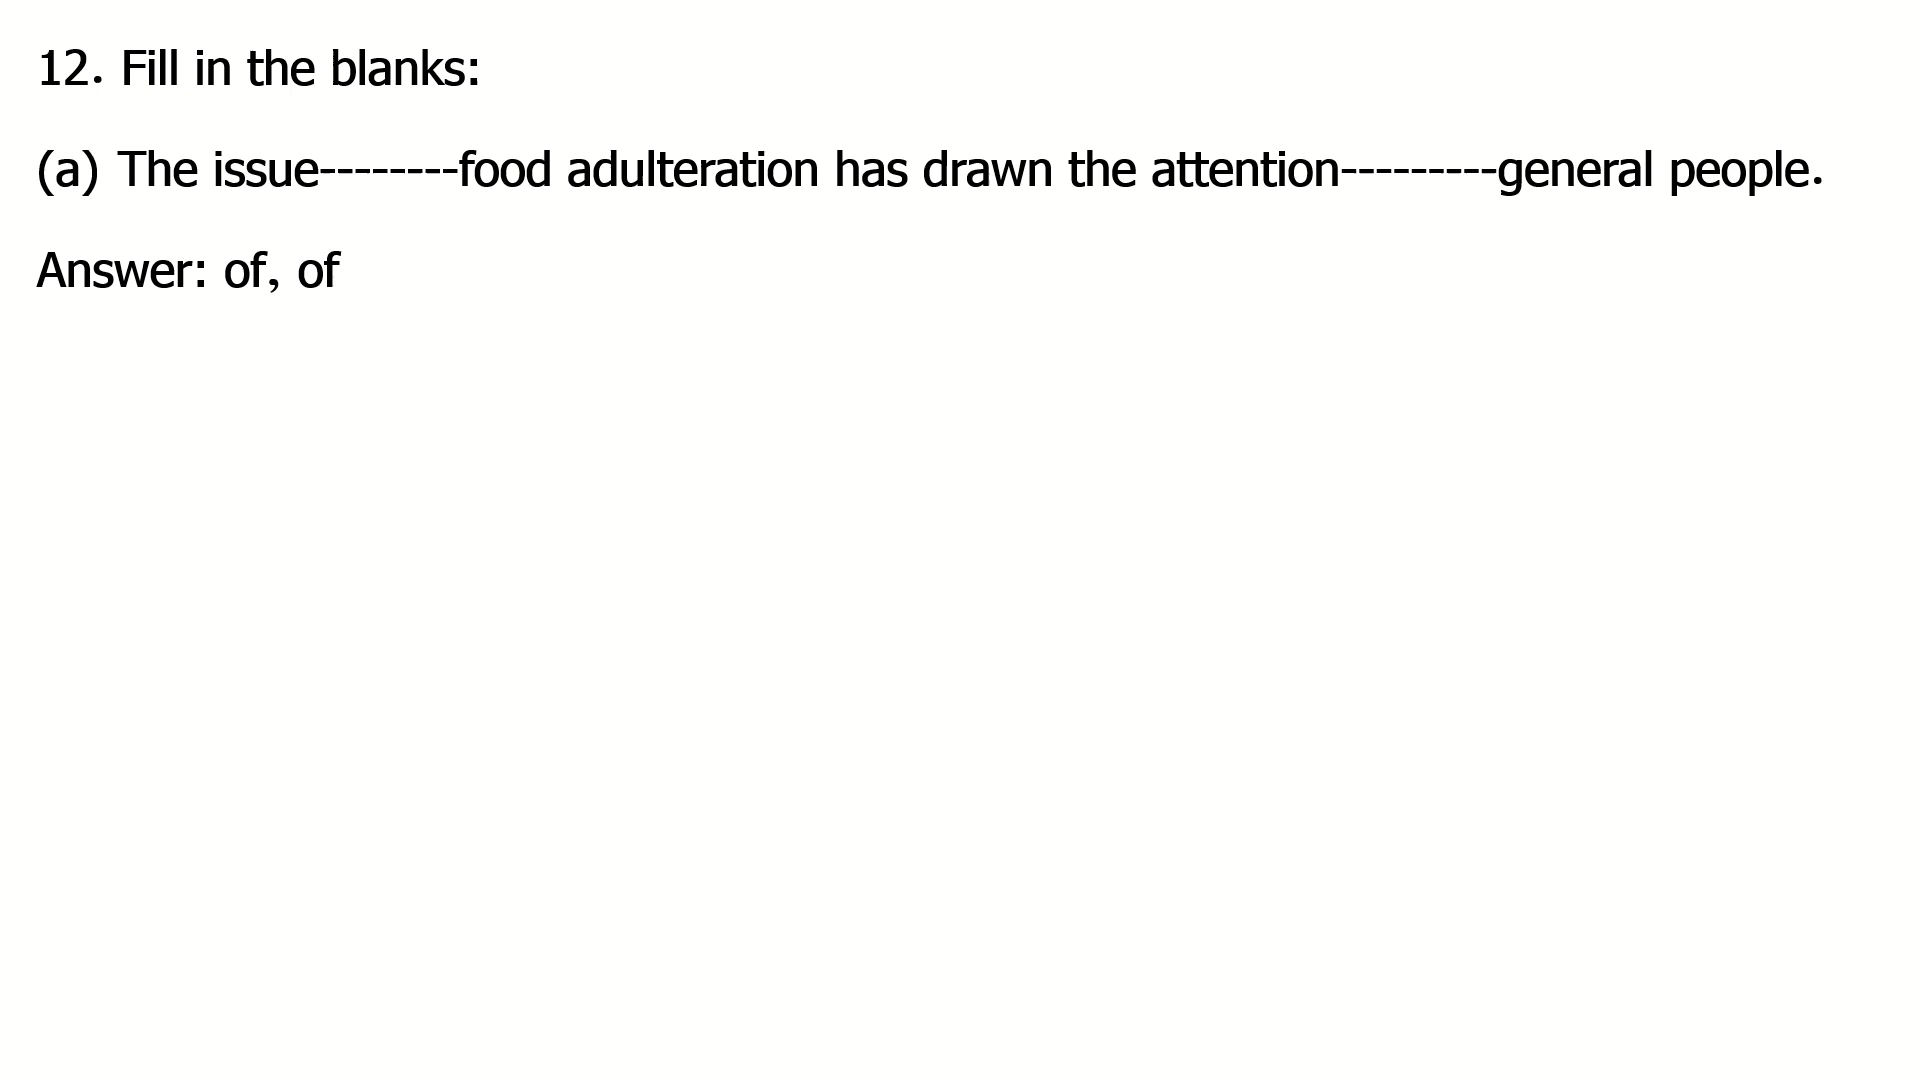 12. Fill in the blanks:
(a) The issue--------food adulteration has drawn the attention---------general people.
Answer: of, of